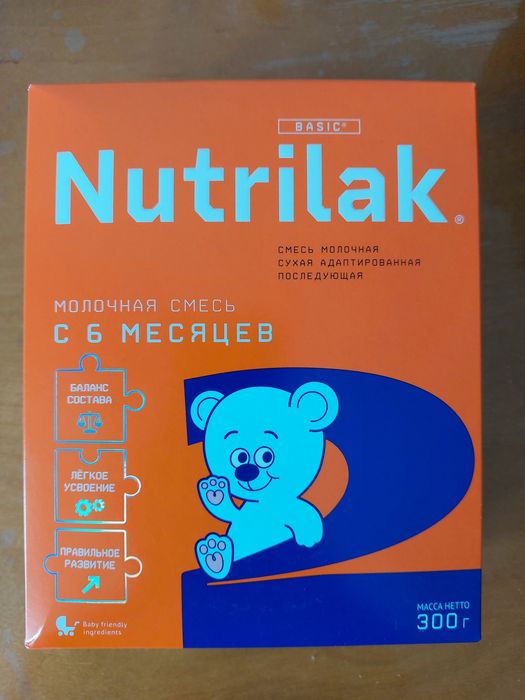 BASIC®
Nutrilak®
СМЕСЬ МОЛОЧНАЯ
СУХАЯ АДАПТИРОВАННАЯ
ПОСЛЕДУЮЩАЯ
МОЛОЧНАЯ СМЕСЬ
С 6 МЕСЯЦЕВ
БАЛАНС
СОСТАВА
ЛЁГКОЕ
УСВОЕНИЕ
ПРАВИЛЬНОЕ
РАЗВИТИЕ
2
Baby friendly
ingredients
МАССА НЕТТО
300 г